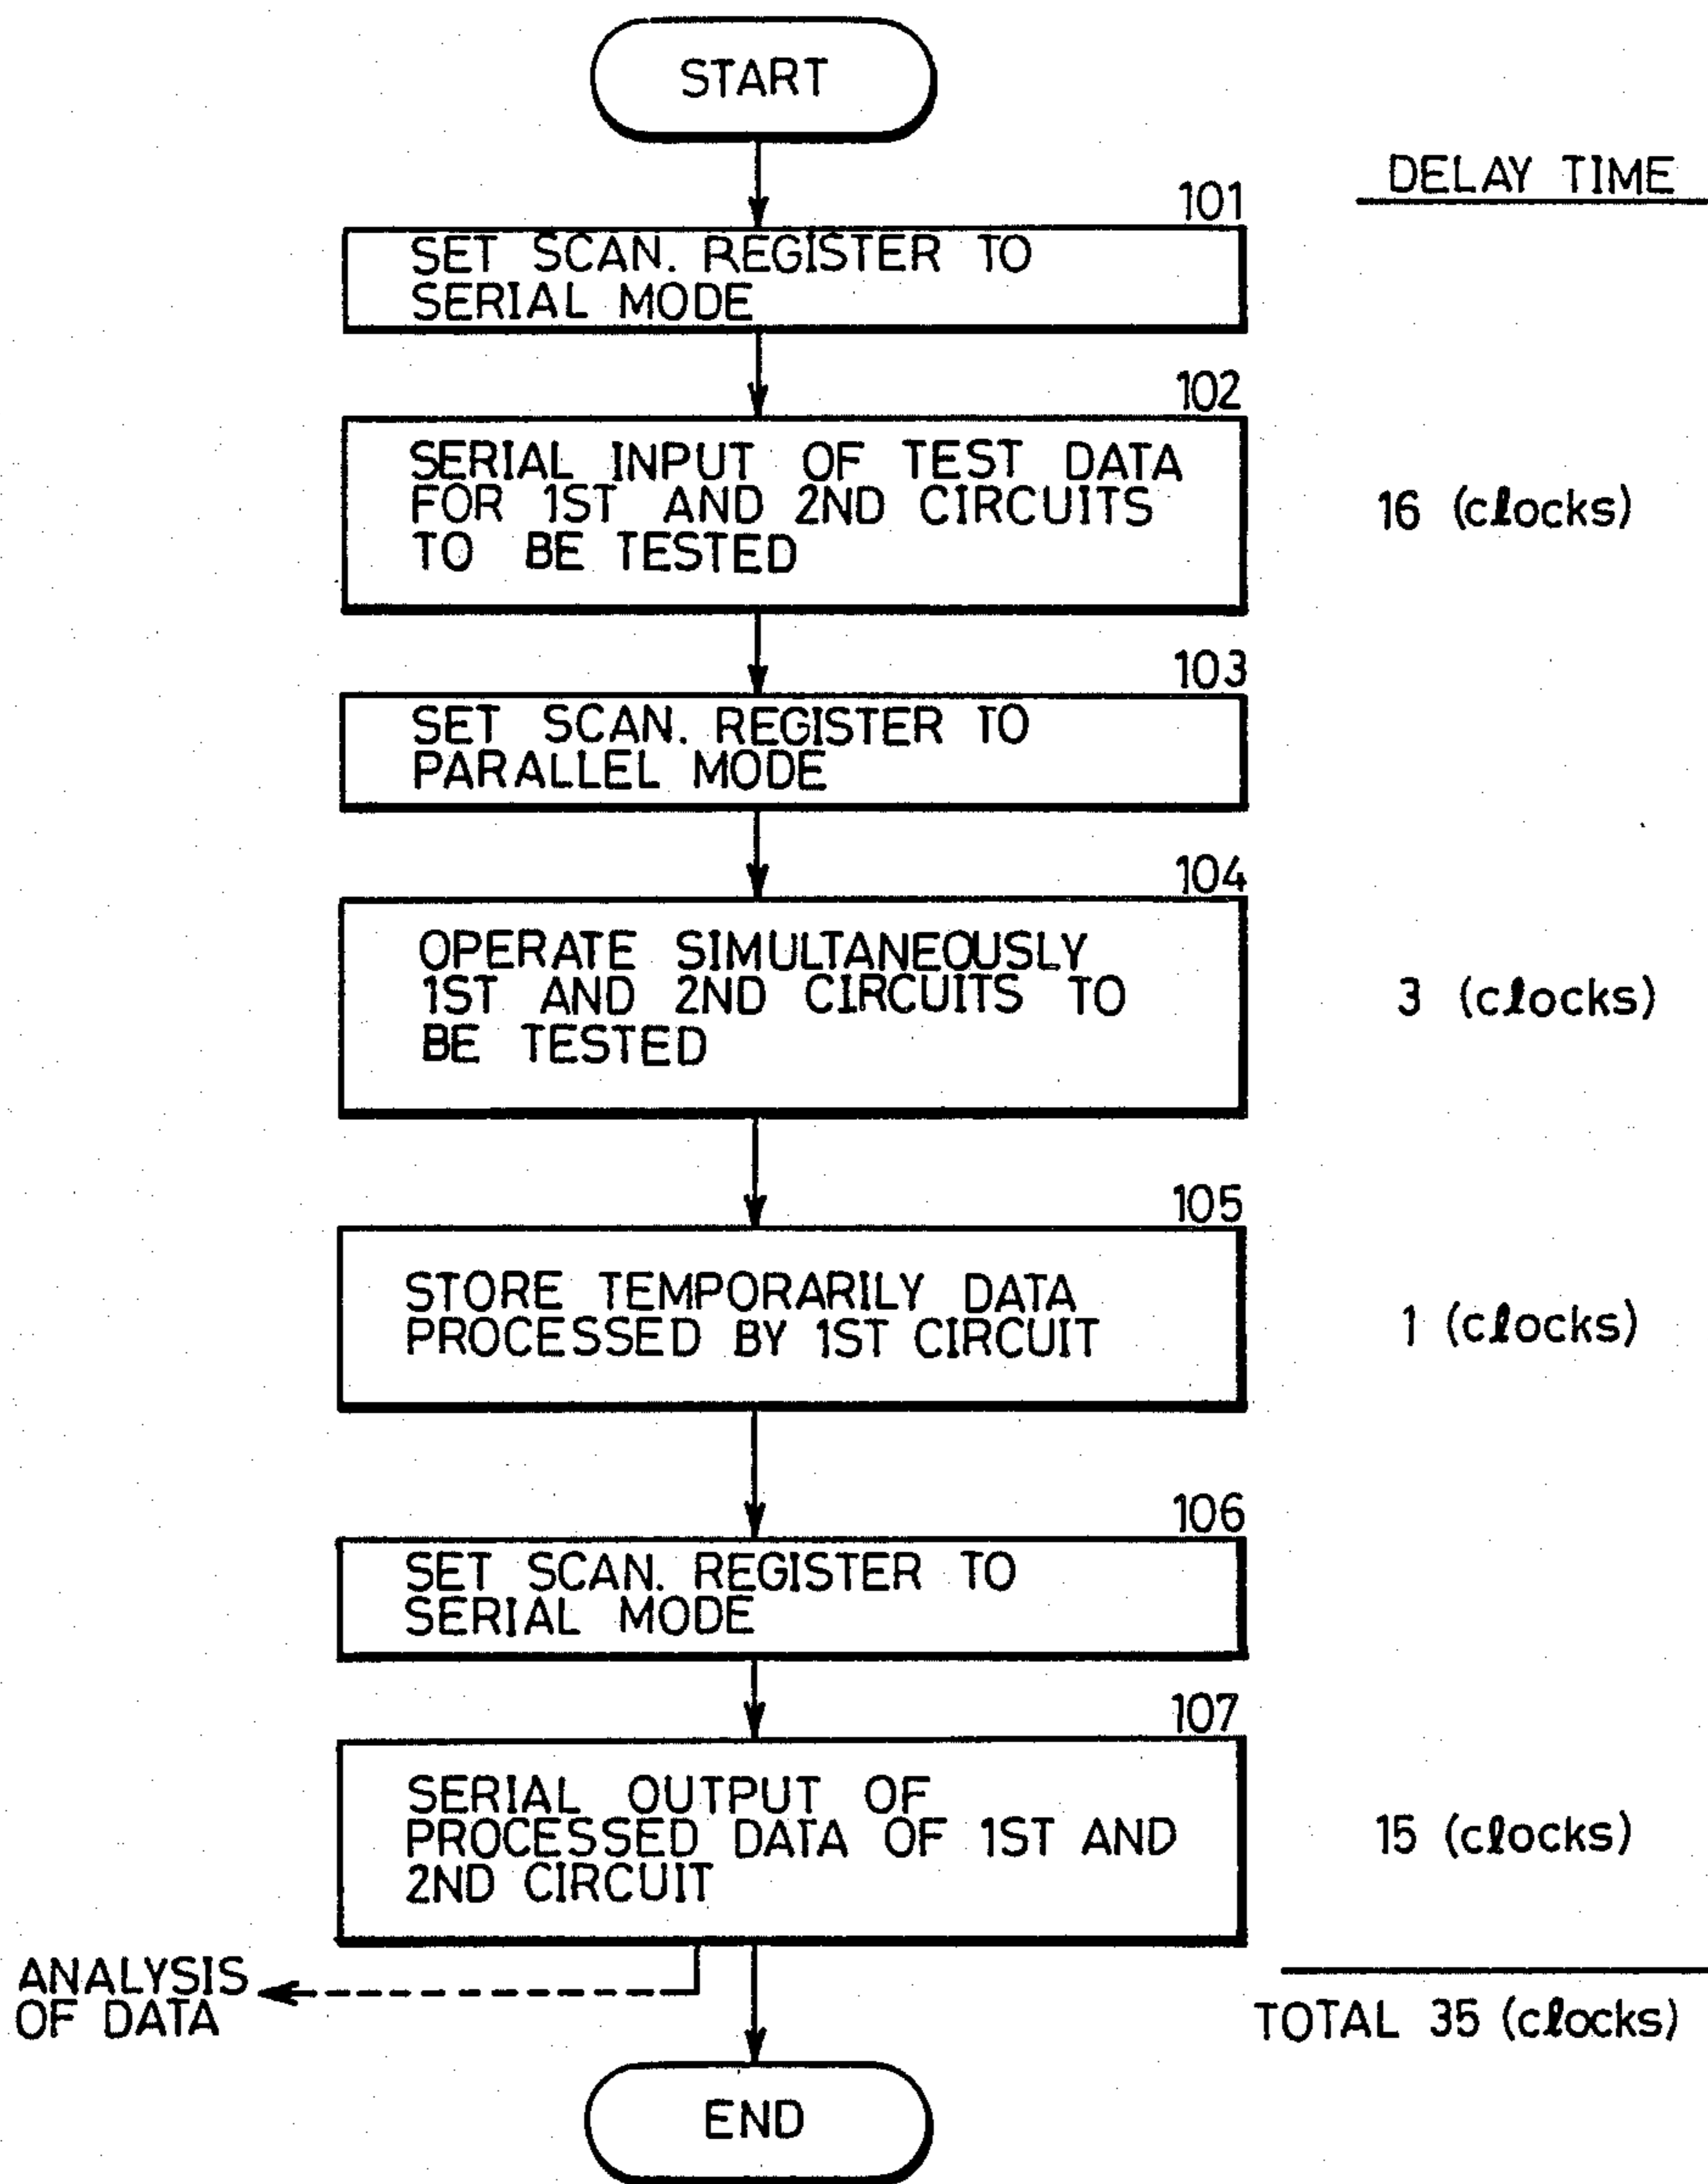 START
DELAY TIME
101
SET SCAN. REGISTER TO
SERIAL MODE
102
SERIAL INPUT OF TEST DATA
FOR 1ST AND 2ND CIRCUITS
TO BE TESTED
16 (clocks)
103
SET SCAN. REGISTER TO
PARALLEL MODE
104
OPERATE SIMULTANEOUSLY
1ST AND 2ND CIRCUITS TO
BE TESTED
3 (clocks)
105
STORE TEMPORARILY DATA
PROCESSED BY 1ST CIRCUIT
1 (clocks)
106
SET SCAN. REGISTER TO
SERIAL MODE
107
SERIAL OUTPUT OF
PROCESSED DATA OF 1ST AND
2ND CIRCUIT
15 (clocks)
ANALYSIS
OF DATA
TOTAL 35 (clocks)
END